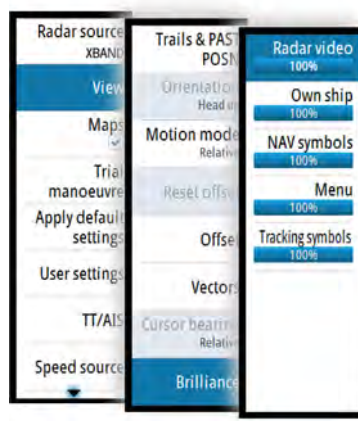 Radar source
XBAND
View
Maps
Trial
manoeuvre
Apply default
settings
User settings
TT/AIS
Speed source
Trails & PAST
POSN
Orientation
Head up
Motion mode
Relative
Reset offset
Offset
Vectors
Cursor bearing
Relative
Brilliance
Radar video
100%
Own ship
100%
NAV symbols
100%
Menu
100%
Tracking symbols
100%